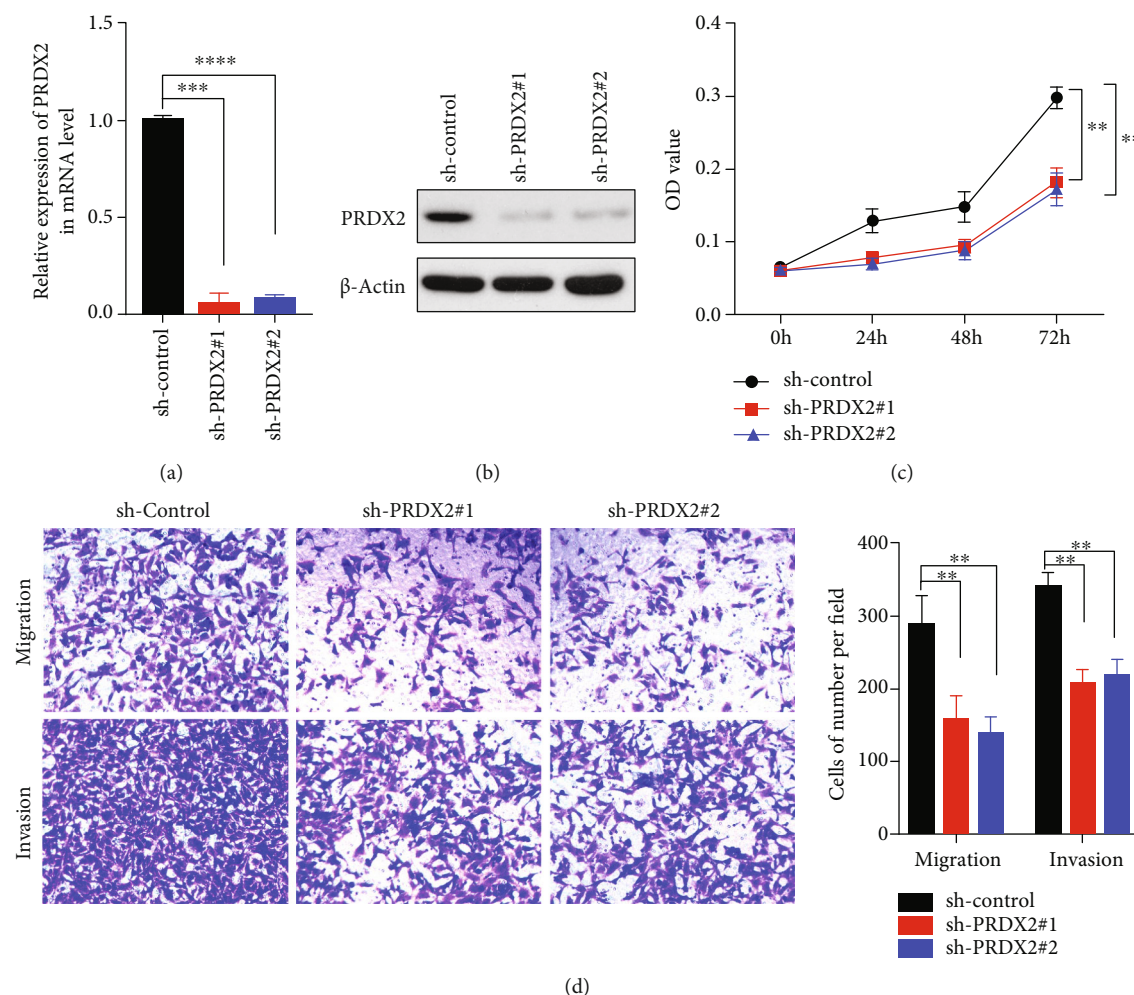 1.5
1.0
0.5
0.0
Relative expression of PRDX2
in mRNA level
****
***
sh-control
sh-PRDX2#1
sh-PRDX2#2
(a)
sh-control
sh-PRDX2#1
sh-PRDX2#2
PRDX2
β-Actin
(b)
0.4
0.3
0.2
0.1
0.0
OD value
**
**
0h
24h
48h
72h
sh-control
sh-PRDX2#1
sh-PRDX2#2
(c)
sh-Control
sh-PRDX2#1
sh-PRDX2#2
Migration
Invasion
400
300
200
100
0
Cells of number per field
**
**
**
**
Migration
Invasion
sh-control
sh-PRDX2#1
sh-PRDX2#2
(d)